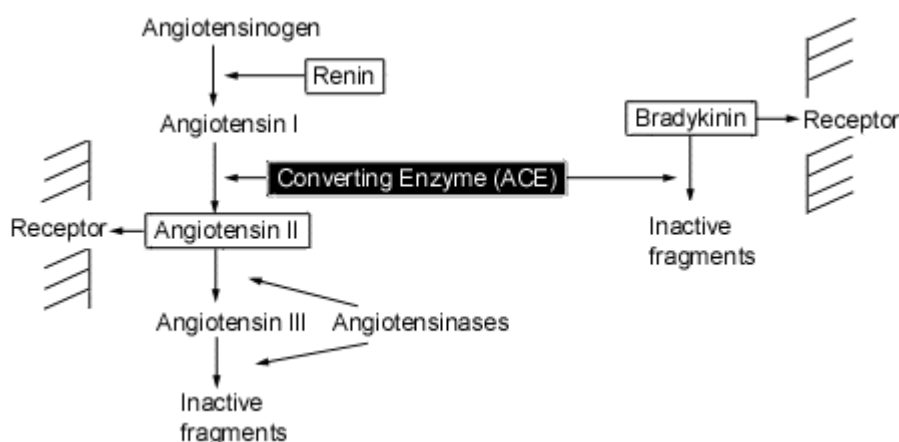 Angiotensinogen
Renin
Angiotensin I
Bradykinin
Receptor
Converting Enzyme (ACE)
Receptor
Angiotensin II
Inactive
fragments
Angiotensin III
Angiotensinases
Inactive
fragments